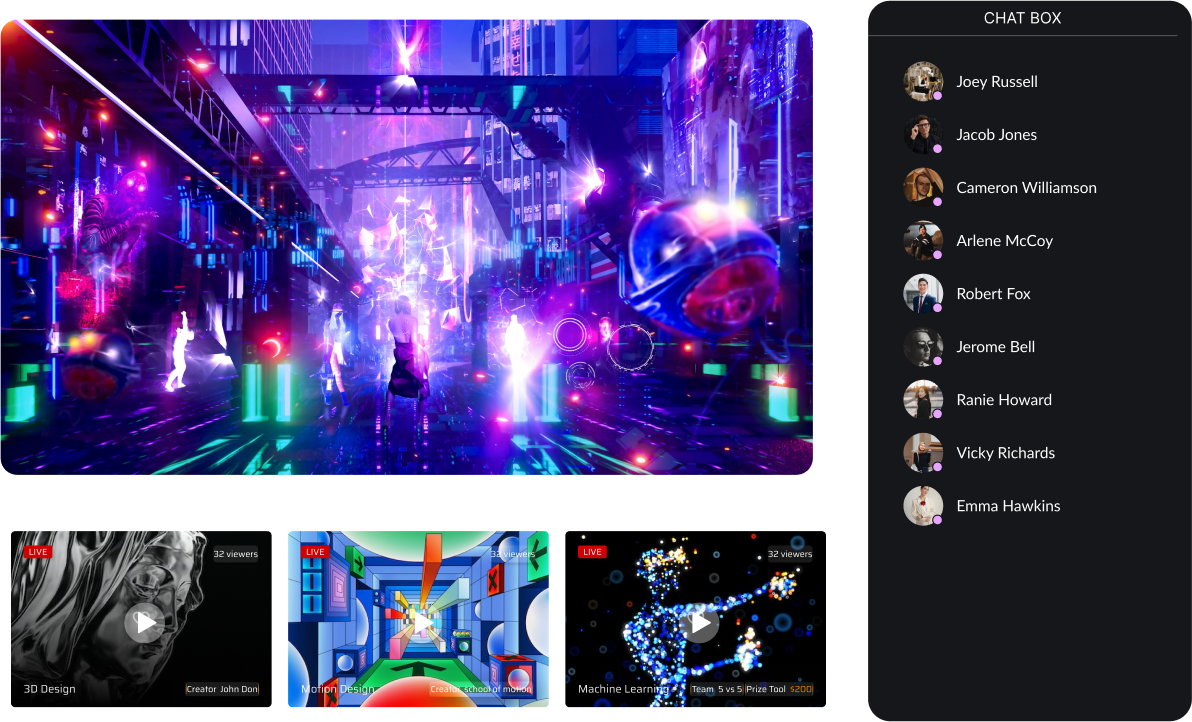 CHAT BOX
Joey Russell
Jacob Jones
Cameron Williamson
Arlene McCoy
Robert Fox
Jerome Bell
Ranie Howard
Vicky Richards
Emma Hawkins
LIVE
32 viewers
3D Design
Creator John Don
LIVE
32 viewers
Motion Design
Creator school of motion
LIVE
32 viewers
Machine Learning
Team 5 vs 5 Prize Tool $200